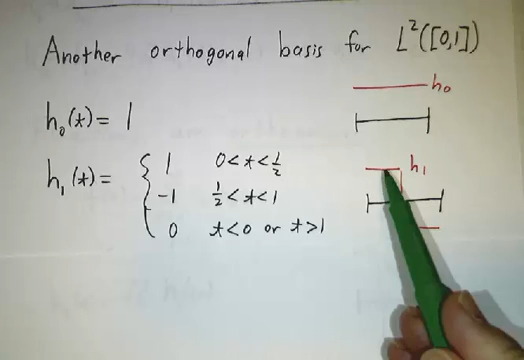 Another orthogonal basis for L²([0,1])
h₀
h₀(t) = 1
h₁
h₁(t) = { 1 0<t<½
-1 ½<t<1
0 t<0 or t>1